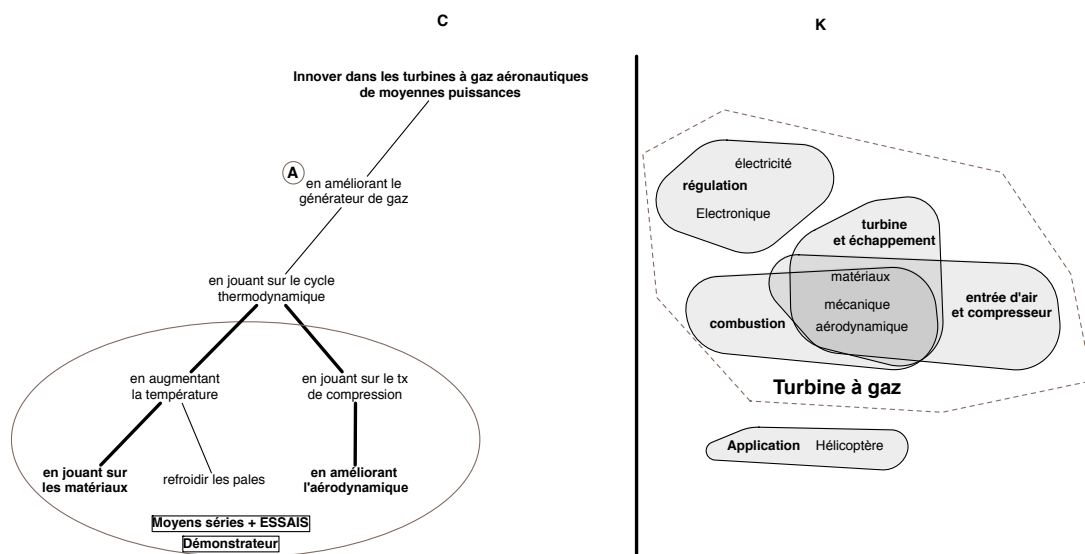 C
K
Innover dans les turbines à gaz aéronautiques
de moyennes puissances
A
en améliorant le
générateur de gaz
en jouant sur le cycle
thermodynamique
en augmentant
la température
en jouant sur le tx
de compression
en jouant sur
les matériaux
refroidir les pales
en améliorant
l'aérodynamique
Moyens séries + ESSAIS
Démonstrateur
électricité
régulation
Electronique
turbine
et échappement
matériaux
mécanique
aérodynamique
combustion
entrée d'air
et compresseur
Turbine à gaz
Application
Hélicoptère